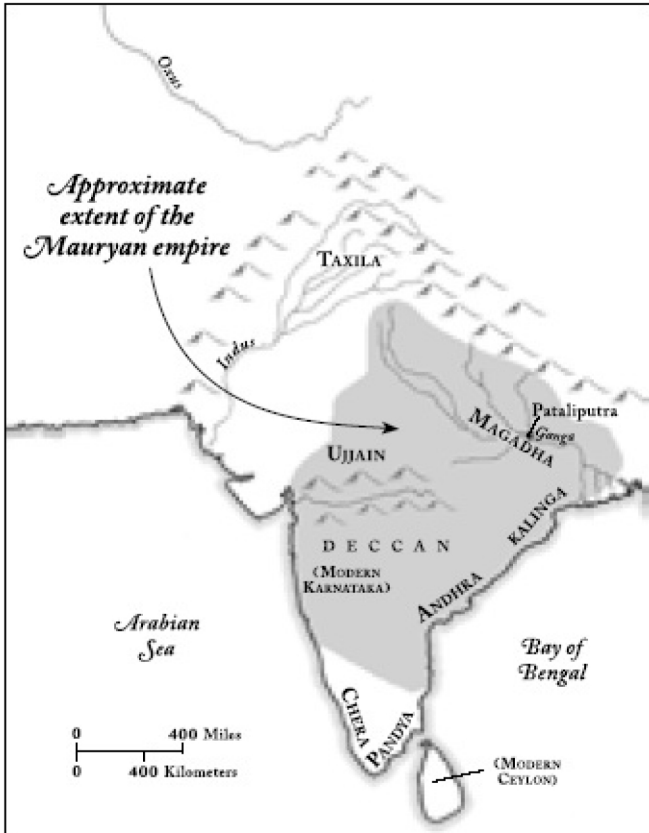 Oxus
Approximate
extent of the
Mauryan empire
TAXILA
Indus
Pataliputra
Ganga
MAGADHA
UJJAIN
KALINGA
DECCAN
(MODERN
KARNATAKA)
ANDHRA
Arabian
Sea
Bay of
Bengal
CHERA
PANDYA
0 400 Miles
0 400 Kilometers
(MODERN
CEYLON)